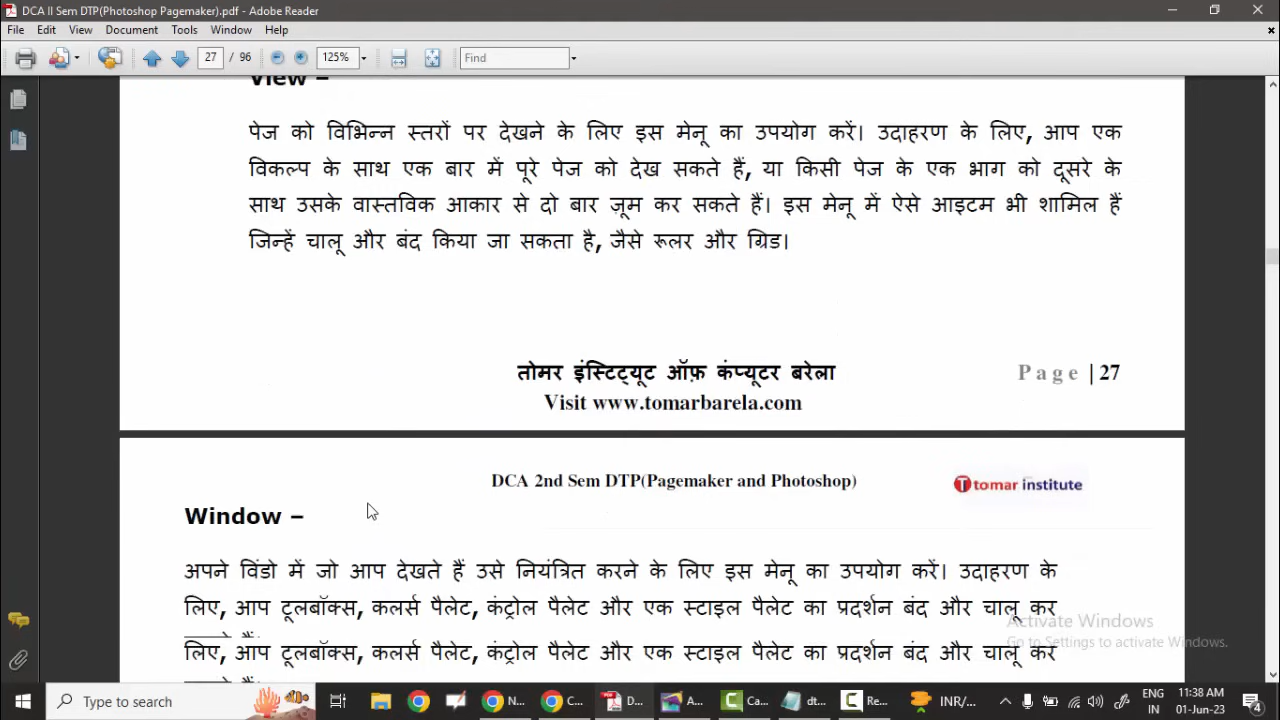 DCA II Sem DTP(Photoshop Pagemaker).pdf - Adobe Reader
File Edit View Document Tools Window Help
27 / 96 125% Find
View –
पेज को विभिन्न स्तरों पर देखने के लिए इस मेनू का उपयोग करें। उदाहरण के लिए, आप एक
विकल्प के साथ एक बार में पूरे पेज को देख सकते हैं, या किसी पेज के एक भाग को दूसरे के
साथ उसके वास्तविक आकार से दो बार ज़ूम कर सकते हैं। इस मेनू में ऐसे आइटम भी शामिल हैं
जिन्हें चालू और बंद किया जा सकता है, जैसे रूलर और ग्रिड।
तोमर इंस्टिट्यूट ऑफ़ कंप्यूटर बरेला
Page | 27
Visit www.tomarbarela.com
DCA 2nd Sem DTP(Pagemaker and Photoshop)
T tomar institute
Window –
अपने विंडो में जो आप देखते हैं उसे नियंत्रित करने के लिए इस मेनू का उपयोग करें। उदाहरण के
लिए, आप टूलबॉक्स, कलर्स पैलेट, कंट्रोल पैलेट और एक स्टाइल पैलेट का प्रदर्शन बंद और चालू कर
लिए, आप टूलबॉक्स, कलर्स पैलेट, कंट्रोल पैलेट और एक स्टाइल पैलेट का प्रदर्शन बंद और चालू कर
Activate Windows
Go to Settings to activate Windows.
Type here to search
N... C... D... A... Ca... dt... Re... INR/...
ENG
IN
11:38 AM
01-Jun-23
4